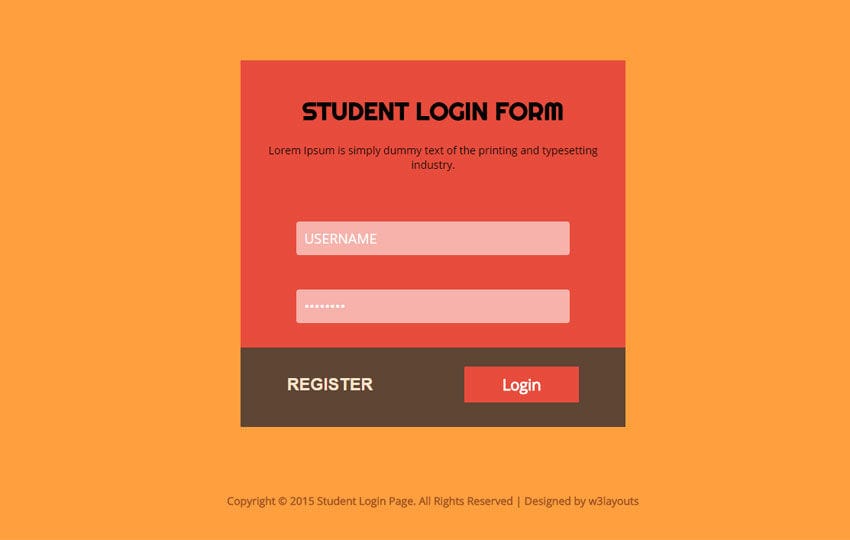 STUDENT LOGIN FORM
Lorem Ipsum is simply dummy text of the printing and typesetting
industry.
USERNAME
••••••••
REGISTER Login
Copyright © 2015 Student Login Page. All Rights Reserved | Designed by w3layouts